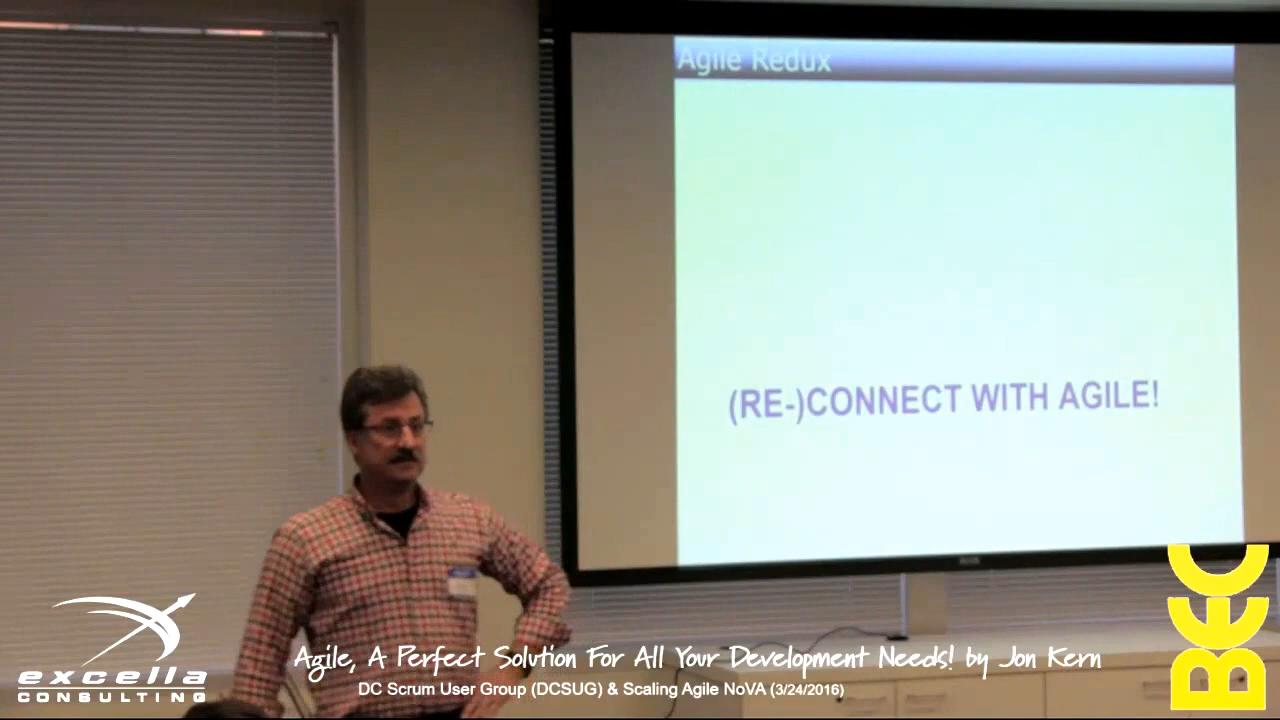 Agile Redux
(RE-)CONNECT WITH AGILE!
excella
CONSULTING
Agile, A Perfect Solution For All Your Development Needs! by Jon Kern
DC Scrum User Group (DCSUG) & Scaling Agile NoVA (3/24/2016)
BEC